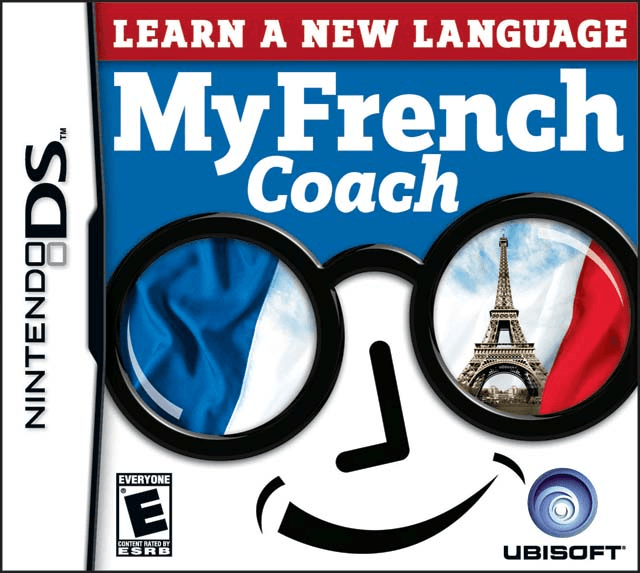 LEARN A NEW LANGUAGE
My French
Coach
NINTENDO DS™
EVERYONE
E
CONTENT RATED BY
ESRB
UBISOFT®